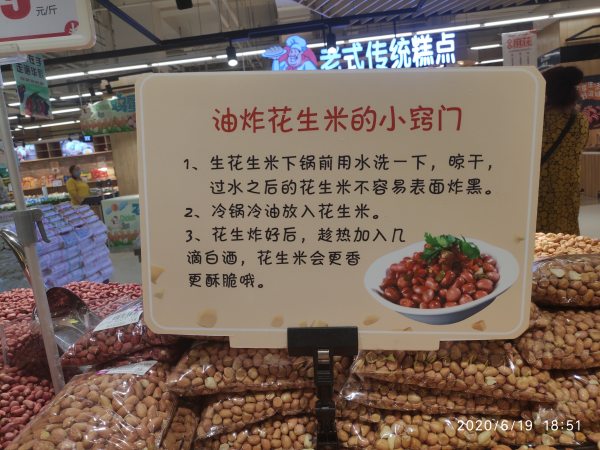 元/斤
老式传统糕点
油炸花生米的小窍门
1、生花生米下锅前用水洗一下，晾干，
过水之后的花生米不容易表面炸黑。
2、冷锅冷油放入花生米。
3、花生炸好后，趁热加入几
滴白酒，花生米会更香
更酥脆哦。
2020/6/19 18:51